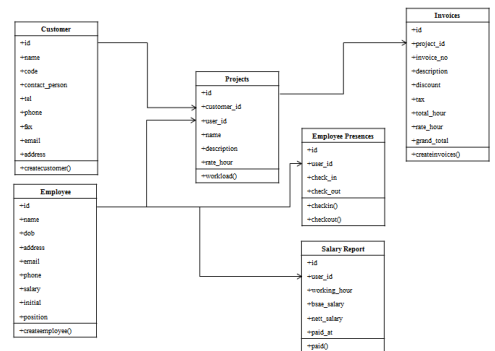 Customer
+id
+name
+code
+contact_person
+tal
+phone
+fax
+email
+address
+createcustomer()
Projects
+id
+customer_id
+user_id
+name
+description
+rate_hour
+workload()
Invoices
+id
+project_id
+invoice_no
+description
+discount
+tax
+total_hour
+rate_hour
+grand_total
+createinvoices()
Employee Presences
+id
+user_id
+check_in
+check_out
+checkin()
+checkout()
Employee
+id
+name
+dob
+address
+email
+phone
+salary
+initial
+position
+createemployee()
Salary Report
+id
+user_id
+working_hour
+bsae_salary
+nett_salary
+paid_at
+paid()